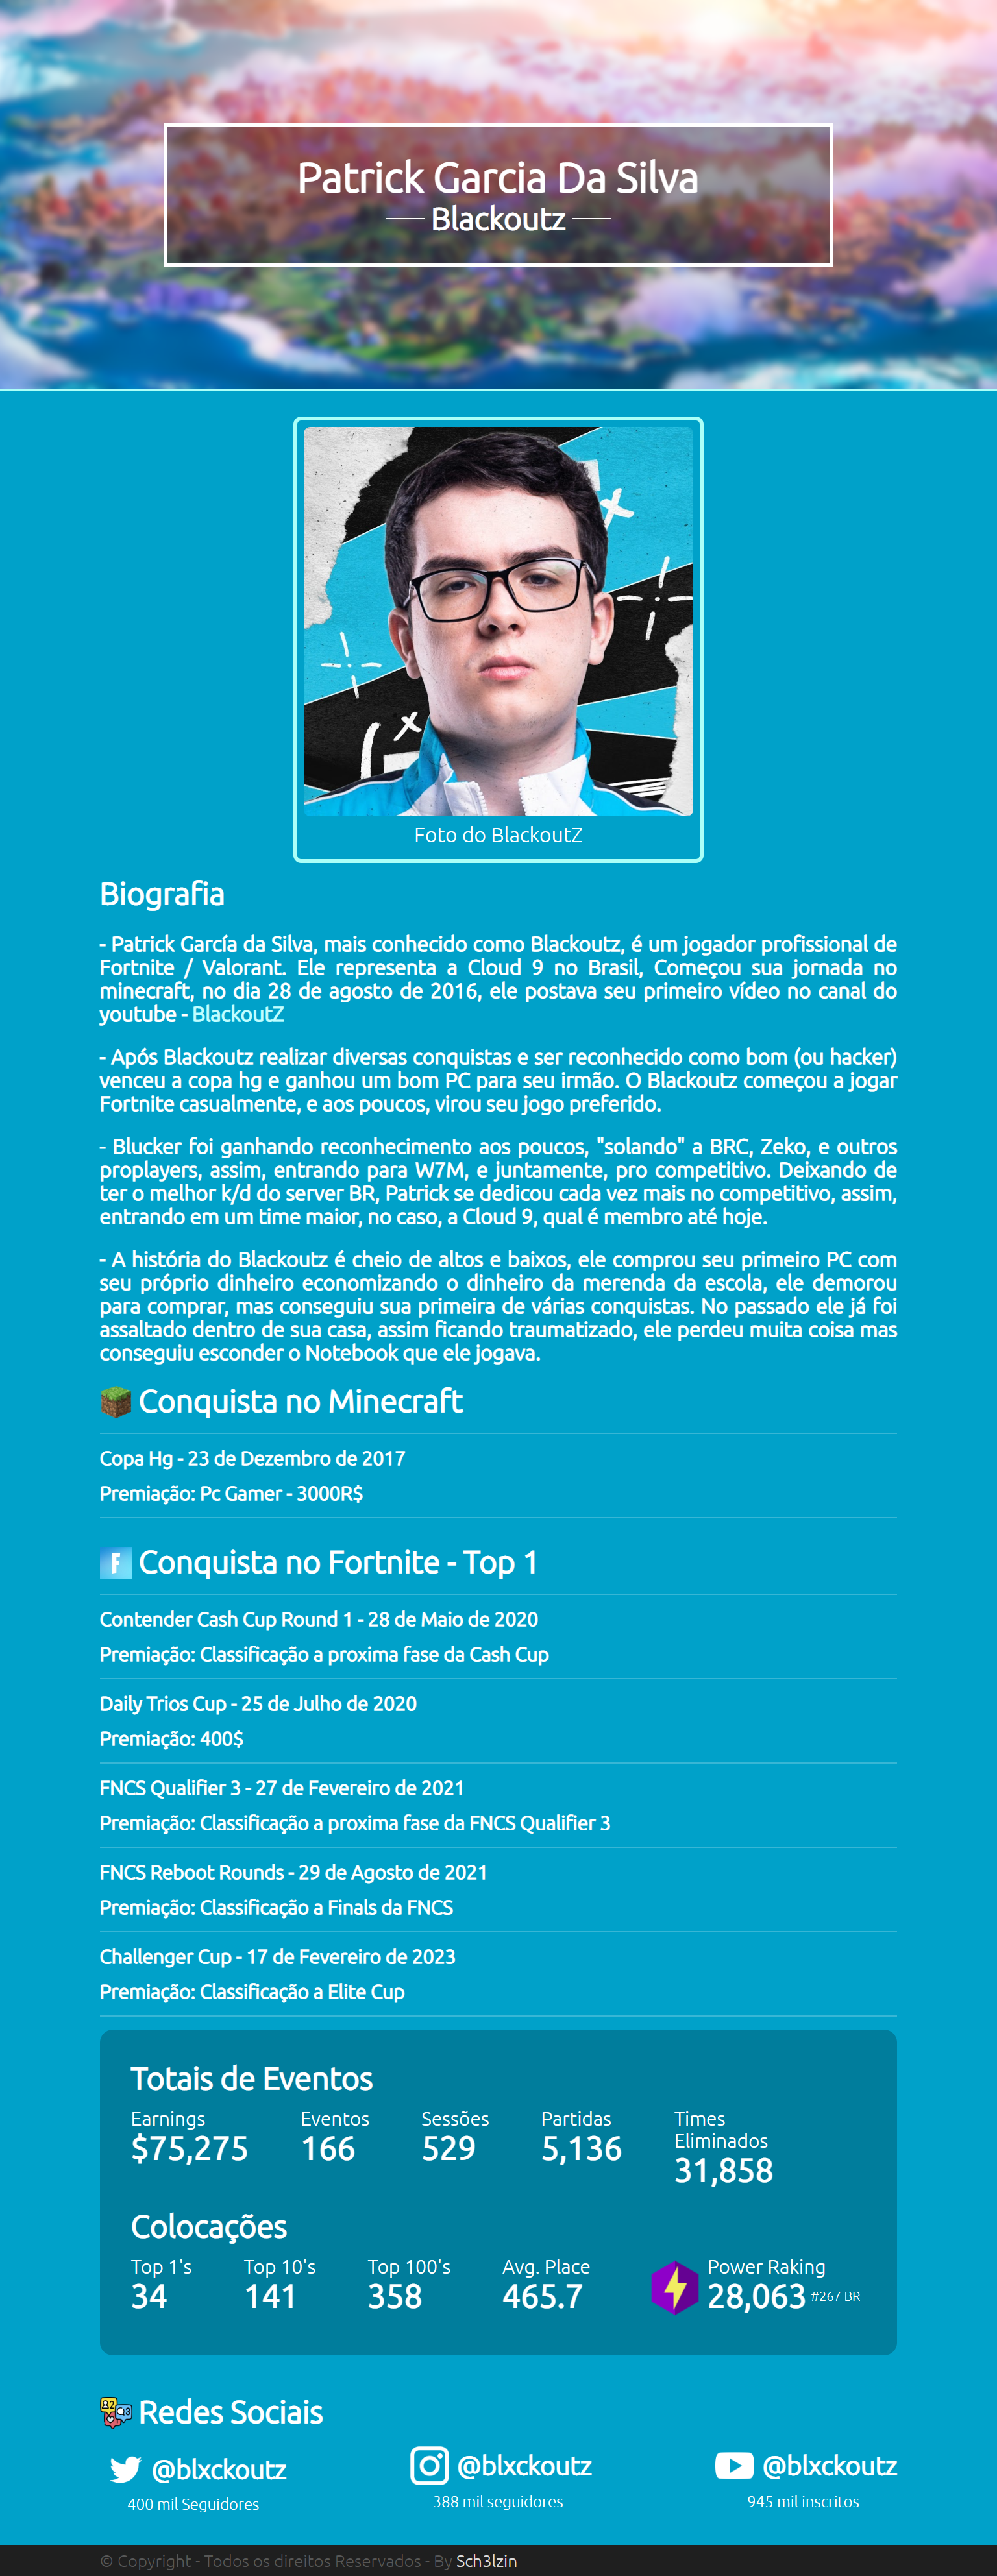 Patrick Garcia Da Silva
Blackoutz
Foto do BlackoutZ
Biografia
- Patrick García da Silva, mais conhecido como Blackoutz, é um jogador profissional de
Fortnite / Valorant. Ele representa a Cloud 9 no Brasil, Começou sua jornada no
minecraft, no dia 28 de agosto de 2016, ele postava seu primeiro vídeo no canal do
youtube - BlackoutZ
- Após Blackoutz realizar diversas conquistas e ser reconhecido como bom (ou hacker)
venceu a copa hg e ganhou um bom PC para seu irmão. O Blackoutz começou a jogar
Fortnite casualmente, e aos poucos, virou seu jogo preferido.
- Blucker foi ganhando reconhecimento aos poucos, "solando" a BRC, Zeko, e outros
proplayers, assim, entrando para W7M, e juntamente, pro competitivo. Deixando de
ter o melhor k/d do server BR, Patrick se dedicou cada vez mais no competitivo, assim,
entrando em um time maior, no caso, a Cloud 9, qual é membro até hoje.
- A história do Blackoutz é cheio de altos e baixos, ele comprou seu primeiro PC com
seu próprio dinheiro economizando o dinheiro da merenda da escola, ele demorou
para comprar, mas conseguiu sua primeira de várias conquistas. No passado ele já foi
assaltado dentro de sua casa, assim ficando traumatizado, ele perdeu muita coisa mas
conseguiu esconder o Notebook que ele jogava.
Conquista no Minecraft
Copa Hg - 23 de Dezembro de 2017
Premiação: Pc Gamer - 3000R$
F Conquista no Fortnite - Top 1
Contender Cash Cup Round 1 - 28 de Maio de 2020
Premiação: Classificação a proxima fase da Cash Cup
Daily Trios Cup - 25 de Julho de 2020
Premiação: 400$
FNCS Qualifier 3 - 27 de Fevereiro de 2021
Premiação: Classificação a proxima fase da FNCS Qualifier 3
FNCS Reboot Rounds - 29 de Agosto de 2021
Premiação: Classificação a Finals da FNCS
Challenger Cup - 17 de Fevereiro de 2023
Premiação: Classificação a Elite Cup
Totais de Eventos
Earnings Eventos Sessões Partidas Times
Eliminados
$75,275 166 529 5,136 31,858
Colocações
Top 1's Top 10's Top 100's Avg. Place Power Raking
34 141 358 465.7 28,063 #267 BR
Redes Sociais
@blxckoutz @blxckoutz @blxckoutz
400 mil Seguidores 388 mil seguidores 945 mil inscritos
© Copyright - Todos os direitos Reservados - By Sch3lzin